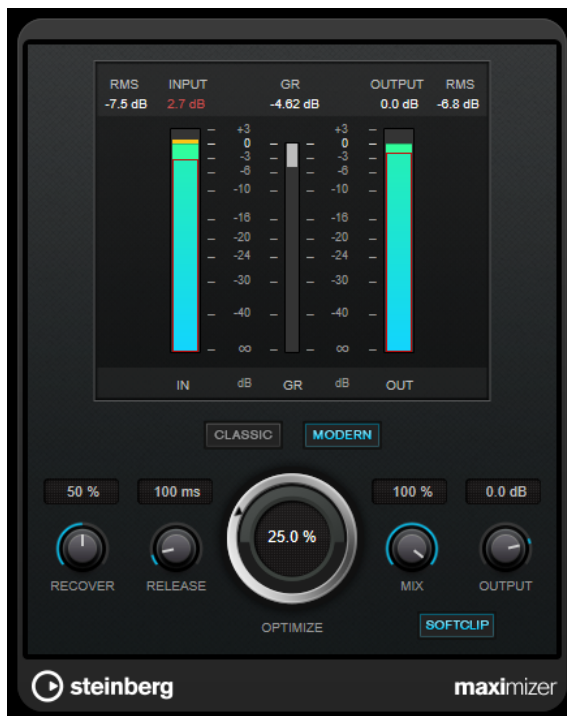 RMS INPUT GR OUTPUT RMS
-7.5 dB 2.7 dB -4.62 dB 0.0 dB -6.8 dB
+3 +3
0 0
-3 -3
-6 -6
-10 -10
-16 -16
-20 -20
-24 -24
-30 -30
-40 -40
∞ ∞
IN dB GR dB OUT
CLASSIC MODERN
50 % 100 ms 100 % 0.0 dB
25.0 %
RECOVER RELEASE MIX OUTPUT
OPTIMIZE SOFTCLIP
steinberg maximizer